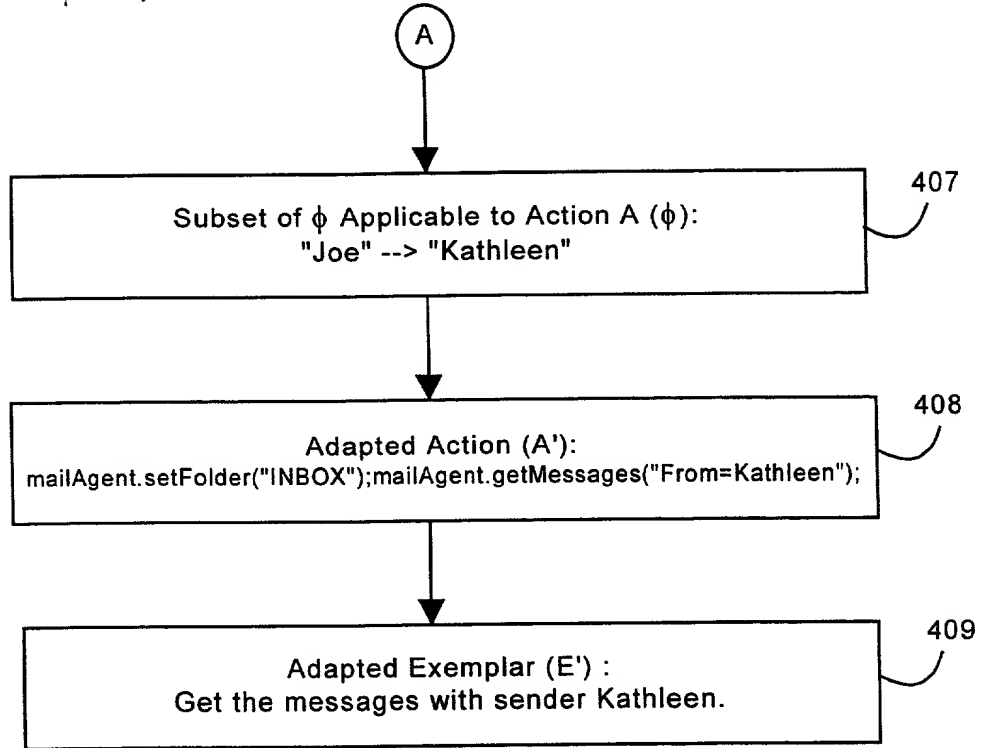 A
Subset of ϕ Applicable to Action A (ϕ):
"Joe" --> "Kathleen"
407
Adapted Action (A'):
mailAgent.setFolder("INBOX");mailAgent.getMessages("From=Kathleen");
408
Adapted Exemplar (E') :
Get the messages with sender Kathleen.
409